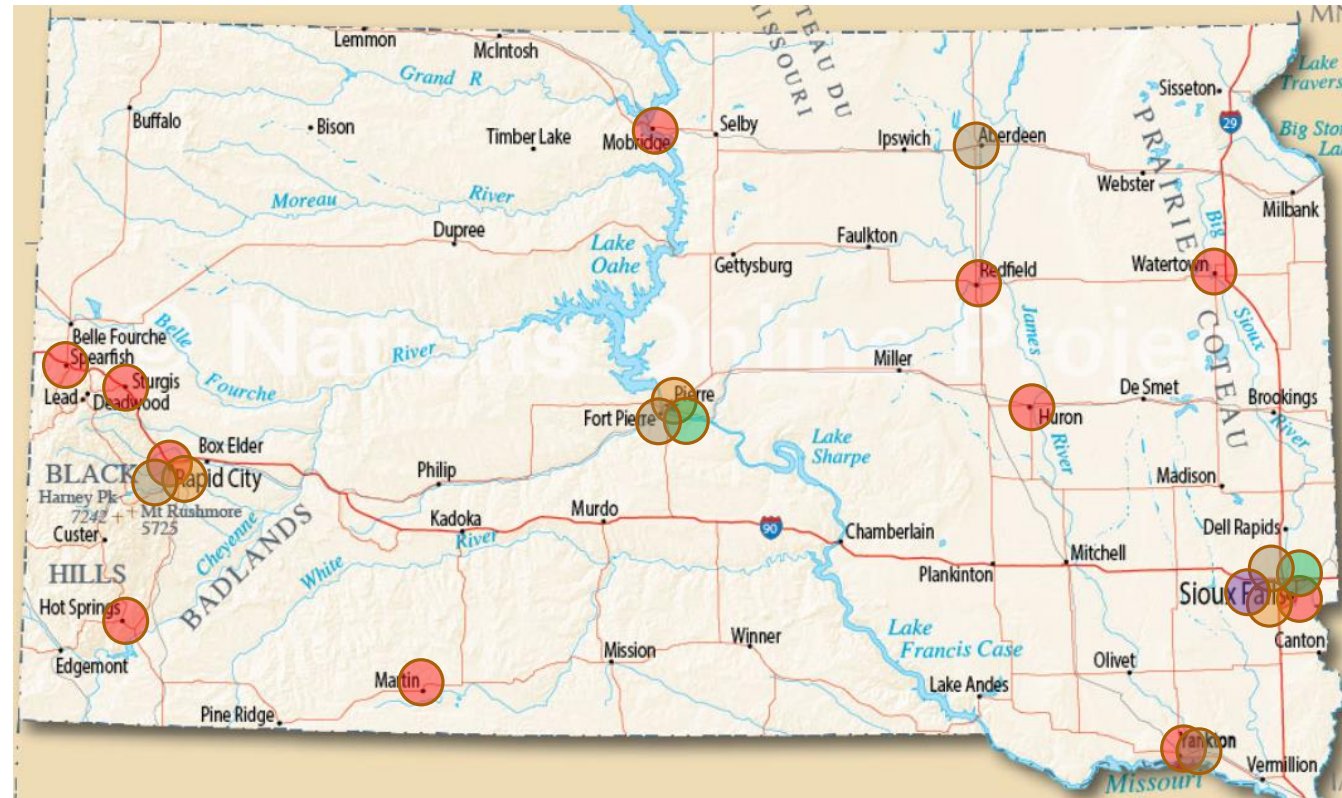 MN
TEAU DU
MISSOURI
Lemmon
McIntosh
Grand R
Lake
Travers
Sisseton
Buffalo
Bison
Timber Lake
Mobridge
Selby
Ipswich
Aberdeen
29
Big Sto
La
PRAIRIE
COTEAU
Webster
Milbank
Moreau
River
Dupree
Lake
Oahe
Gettysburg
Faulkton
Redfield
Watertown
Big
Sioux
River
© Nations Online Project
Belle Fourche
Belle
Fourche
River
Spearfish
Sturgis
Lead
Deadwood
Miller
James
River
De Smet
Brookings
Pierre
Fort Pierre
Huron
Box Elder
BLACK
HILLS
Rapid City
Harney Pk
7242
Mt Rushmore
5725
Philip
Lake
Sharpe
Madison
Custer
Cheyenne
BADLANDS
Kadoka
River
White
Murdo
90
Chamberlain
Dell Rapids
Plankinton
Mitchell
Sioux Falls
Hot Springs
Canton
Edgemont
Mission
Winner
Lake
Francis Case
Olivet
Martin
Lake Andes
Pine Ridge
Yankton
Vermillion
Missouri